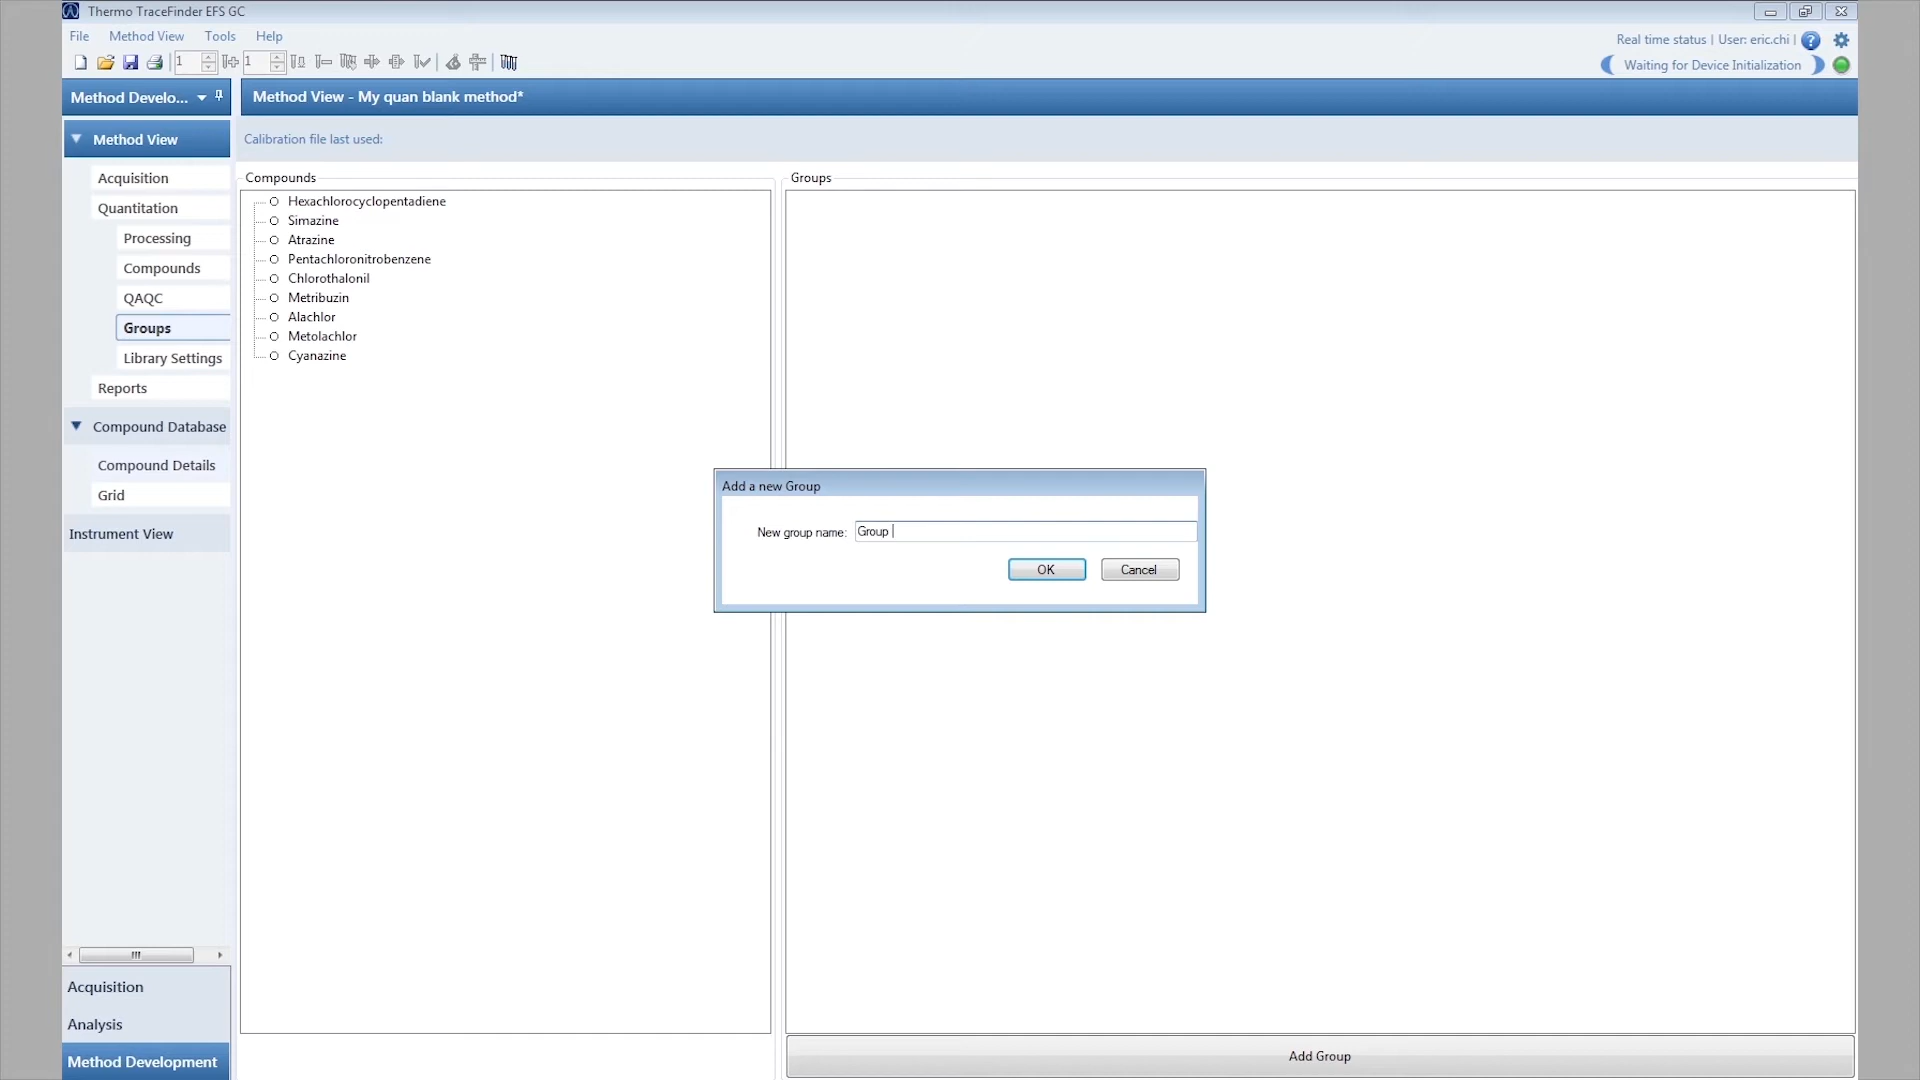 Thermo TraceFinder EFS GC
File Method View Tools Help
Real time status | User: eric.chi |
1 1
Waiting for Device Initialization
Method Develo...
Method View - My quan blank method*
Method View
Calibration file last used:
Acquisition
Quantitation
Processing
Compounds
QAQC
Groups
Library Settings
Reports
Compound Database
Compound Details
Grid
Instrument View
Compounds
Hexachlorocyclopentadiene
Simazine
Atrazine
Pentachloronitrobenzene
Chlorothalonil
Metribuzin
Alachlor
Metolachlor
Cyanazine
Groups
Add a new Group
New group name: Group
OK Cancel
Acquisition
Analysis
Method Development
Add Group